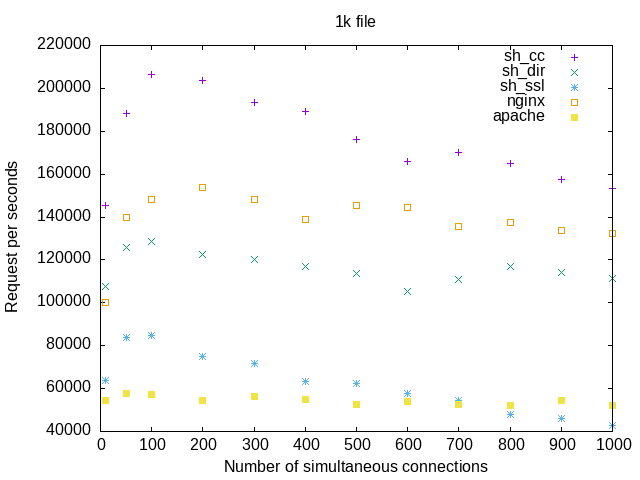 1k file
220000
200000
180000
160000
140000
120000
100000
80000
60000
40000
Request per seconds
sh_cc
sh_dir
sh_ssl
nginx
apache
0 100 200 300 400 500 600 700 800 900 1000
Number of simultaneous connections